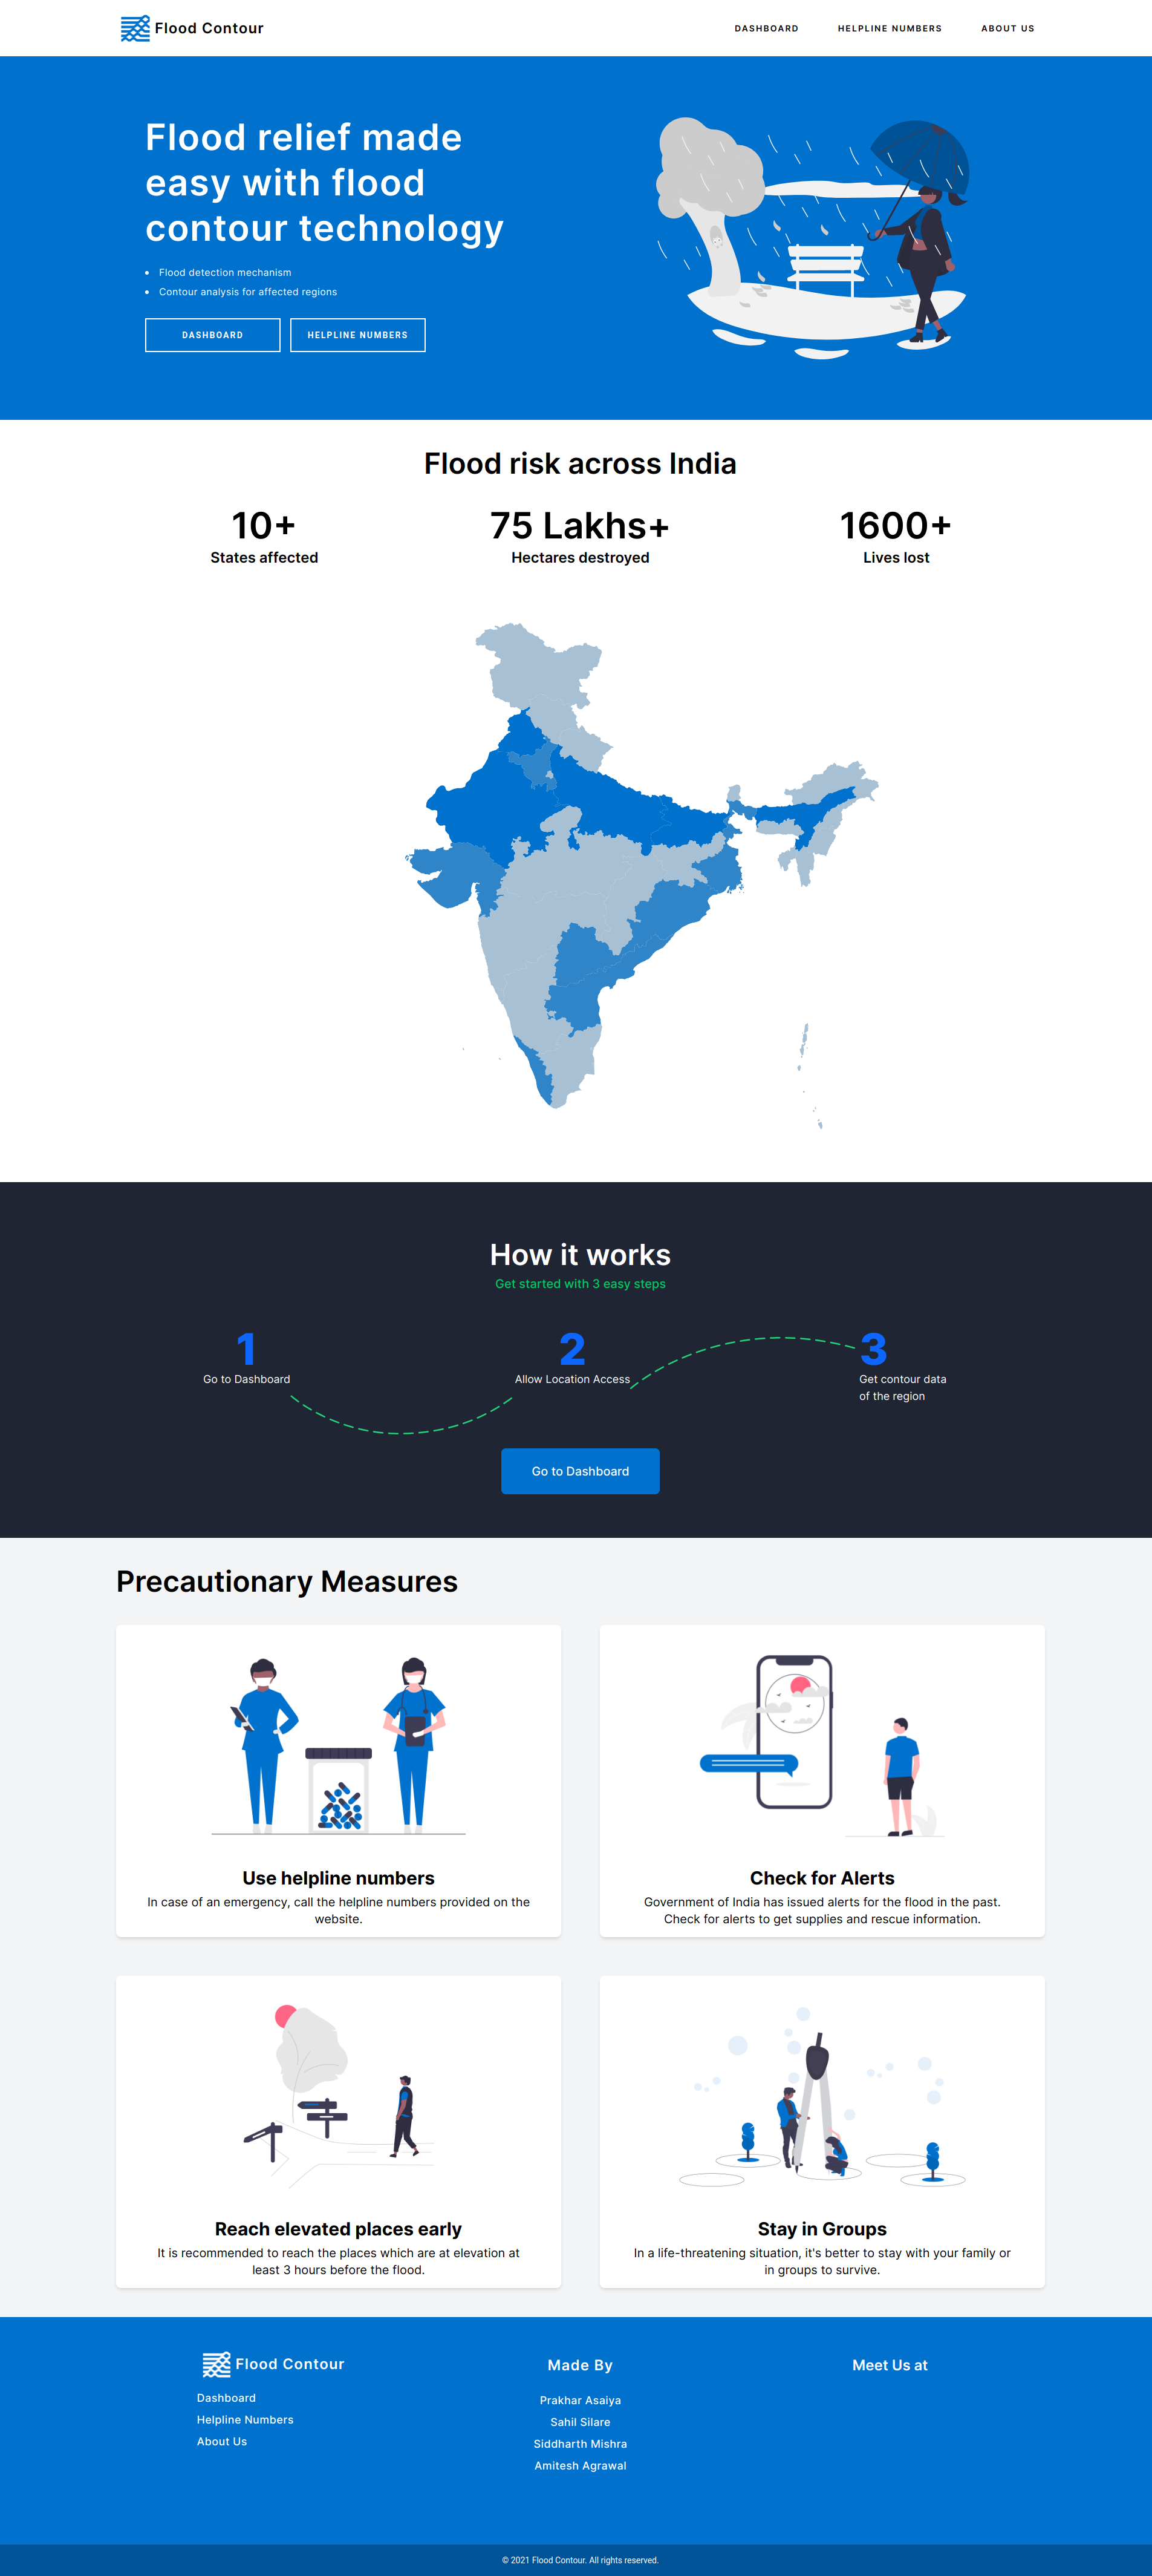 Flood Contour
DASHBOARD
HELPLINE NUMBERS
ABOUT US
Flood relief made
easy with flood
contour technology
Flood detection mechanism
Contour analysis for affected regions
DASHBOARD
HELPLINE NUMBERS
Flood risk across India
10+
States affected
75 Lakhs+
Hectares destroyed
1600+
Lives lost
How it works
Get started with 3 easy steps
1
Go to Dashboard
2
Allow Location Access
3
Get contour data
of the region
Go to Dashboard
Precautionary Measures
Use helpline numbers
In case of an emergency, call the helpline numbers provided on the
website.
Check for Alerts
Government of India has issued alerts for the flood in the past.
Check for alerts to get supplies and rescue information.
Reach elevated places early
It is recommended to reach the places which are at elevation at
least 3 hours before the flood.
Stay in Groups
In a life-threatening situation, it's better to stay with your family or
in groups to survive.
Flood Contour
Dashboard
Helpline Numbers
About Us
Made By
Prakhar Asaiya
Sahil Silare
Siddharth Mishra
Amitesh Agrawal
Meet Us at
© 2021 Flood Contour. All rights reserved.